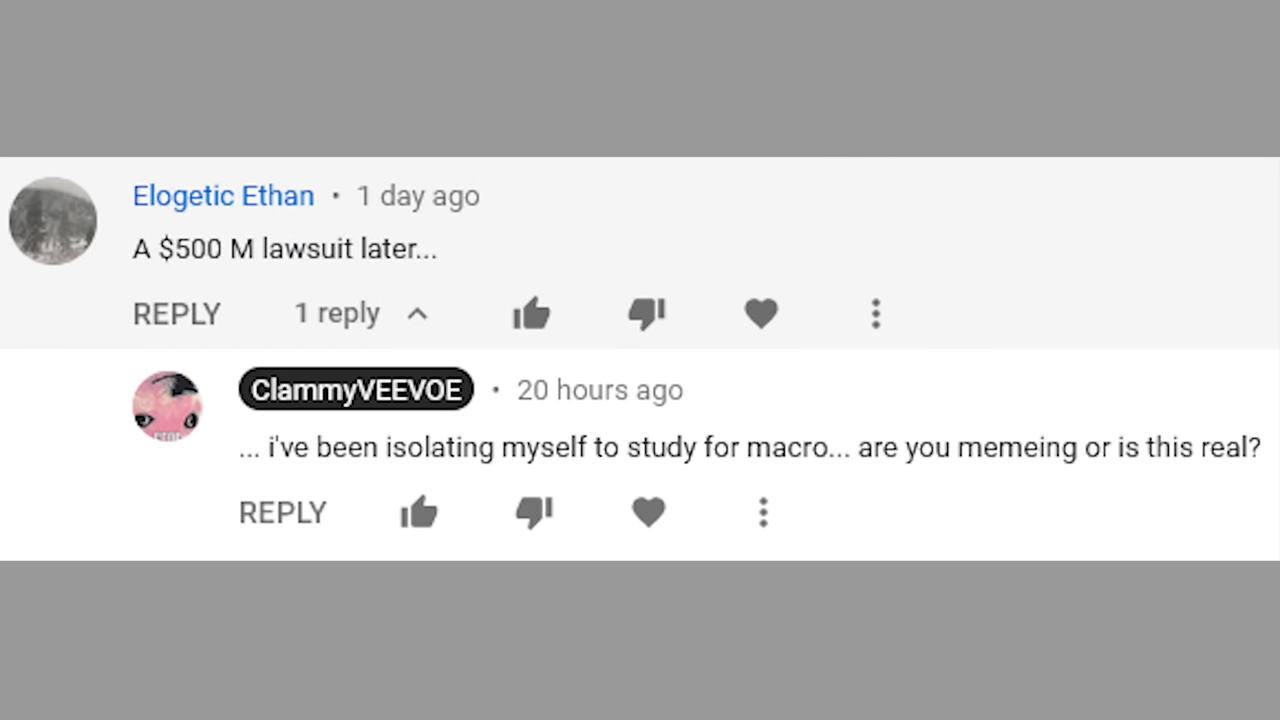 Elogetic Ethan • 1 day ago
A $500 M lawsuit later...
REPLY 1 reply
ClammyVEEVOE • 20 hours ago
... i've been isolating myself to study for macro... are you memeing or is this real?
REPLY